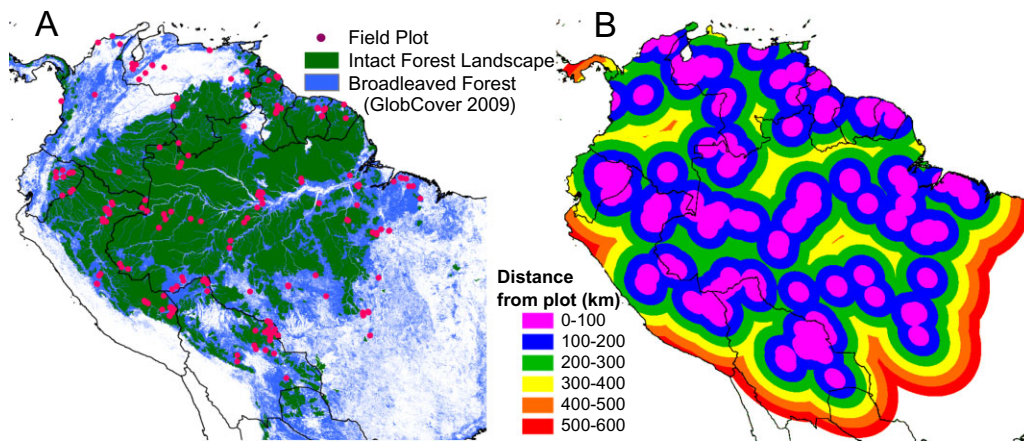 A
Field Plot
Intact Forest Landscape
Broadleaved Forest
(GlobCover 2009)
B
Distance
from plot (km)
0-100
100-200
200-300
300-400
400-500
500-600